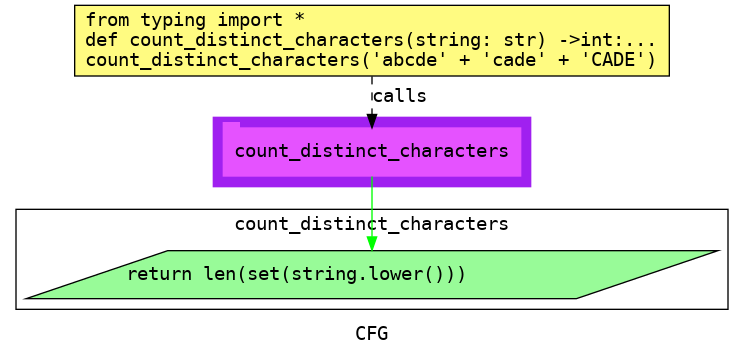 from typing import *
def count_distinct_characters(string: str) ->int:...
count_distinct_characters('abcde' + 'cade' + 'CADE')
calls
count_distinct_characters
count_distinct_characters
return len(set(string.lower()))
CFG